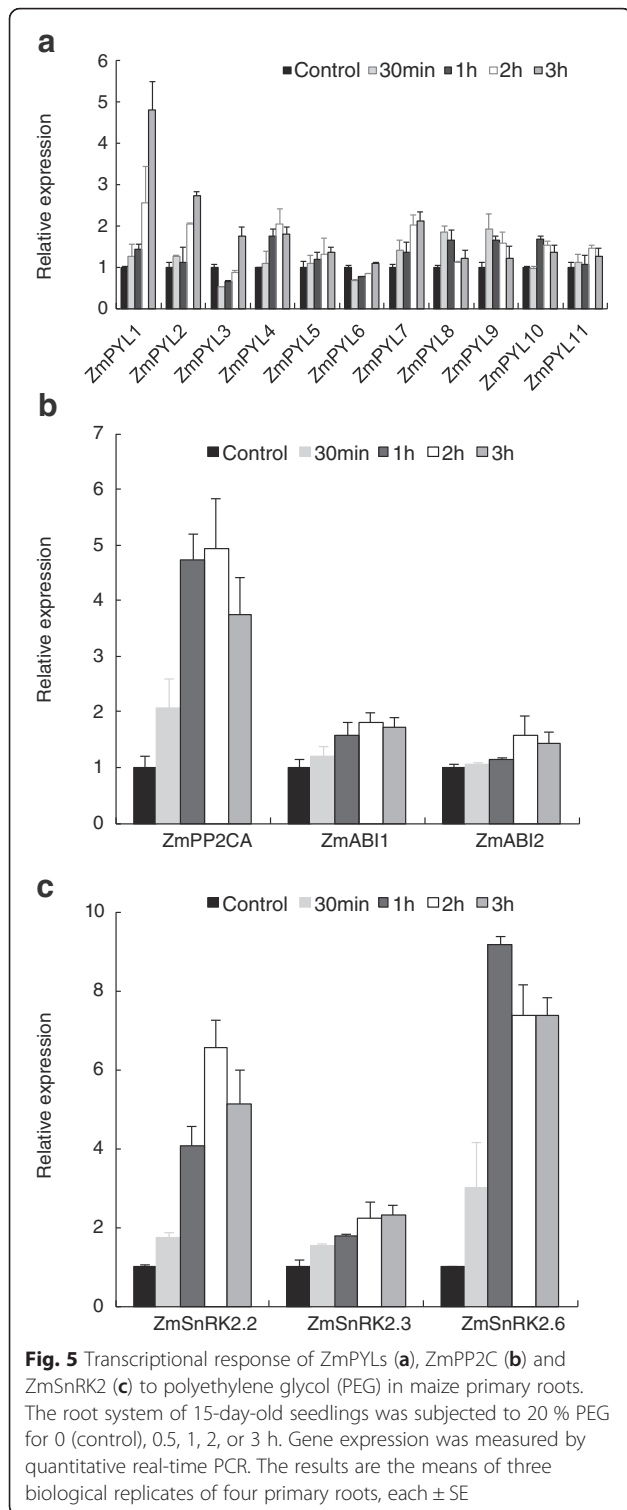 a
Control 30min 1h 2h 3h
6
5
4
3
2
1
0
Relative expression
ZmPYL1 ZmPYL2 ZmPYL3 ZmPYL4 ZmPYL5 ZmPYL6 ZmPYL7 ZmPYL8 ZmPYL9 ZmPYL10 ZmPYL11
b
Control 30min 1h 2h 3h
7
6
5
4
3
2
1
0
Relative expression
ZmPP2CA ZmABI1 ZmABI2
c
Control 30min 1h 2h 3h
10
8
6
4
2
0
Relative expression
ZmSnRK2.2 ZmSnRK2.3 ZmSnRK2.6
Fig. 5 Transcriptional response of ZmPYLs (a), ZmPP2C (b) and
ZmSnRK2 (c) to polyethylene glycol (PEG) in maize primary roots.
The root system of 15-day-old seedlings was subjected to 20 % PEG
for 0 (control), 0.5, 1, 2, or 3 h. Gene expression was measured by
quantitative real-time PCR. The results are the means of three
biological replicates of four primary roots, each ± SE